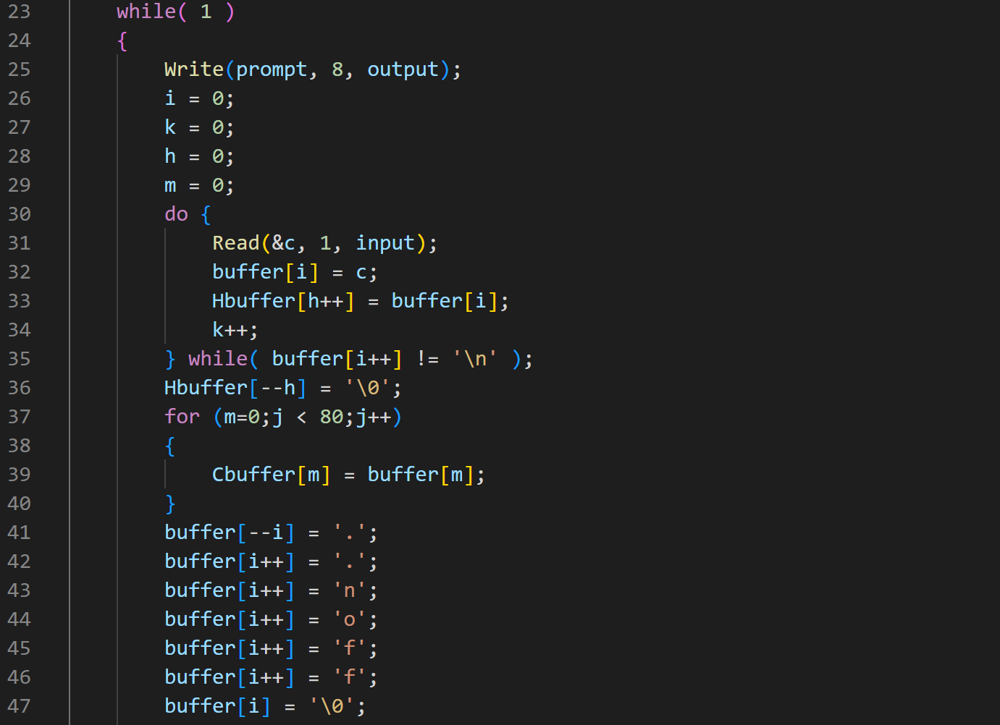 23 while( 1 )
24 {
25 Write(prompt, 8, output);
26 i = 0;
27 k = 0;
28 h = 0;
29 m = 0;
30 do {
31 Read(&c, 1, input);
32 buffer[i] = c;
33 Hbuffer[h++] = buffer[i];
34 k++;
35 } while( buffer[i++] != '\n' );
36 Hbuffer[--h] = '\0';
37 for (m=0;j < 80;j++)
38 {
39 Cbuffer[m] = buffer[m];
40 }
41 buffer[--i] = '.';
42 buffer[i++] = '.';
43 buffer[i++] = 'n';
44 buffer[i++] = 'o';
45 buffer[i++] = 'f';
46 buffer[i++] = 'f';
47 buffer[i] = '\0';